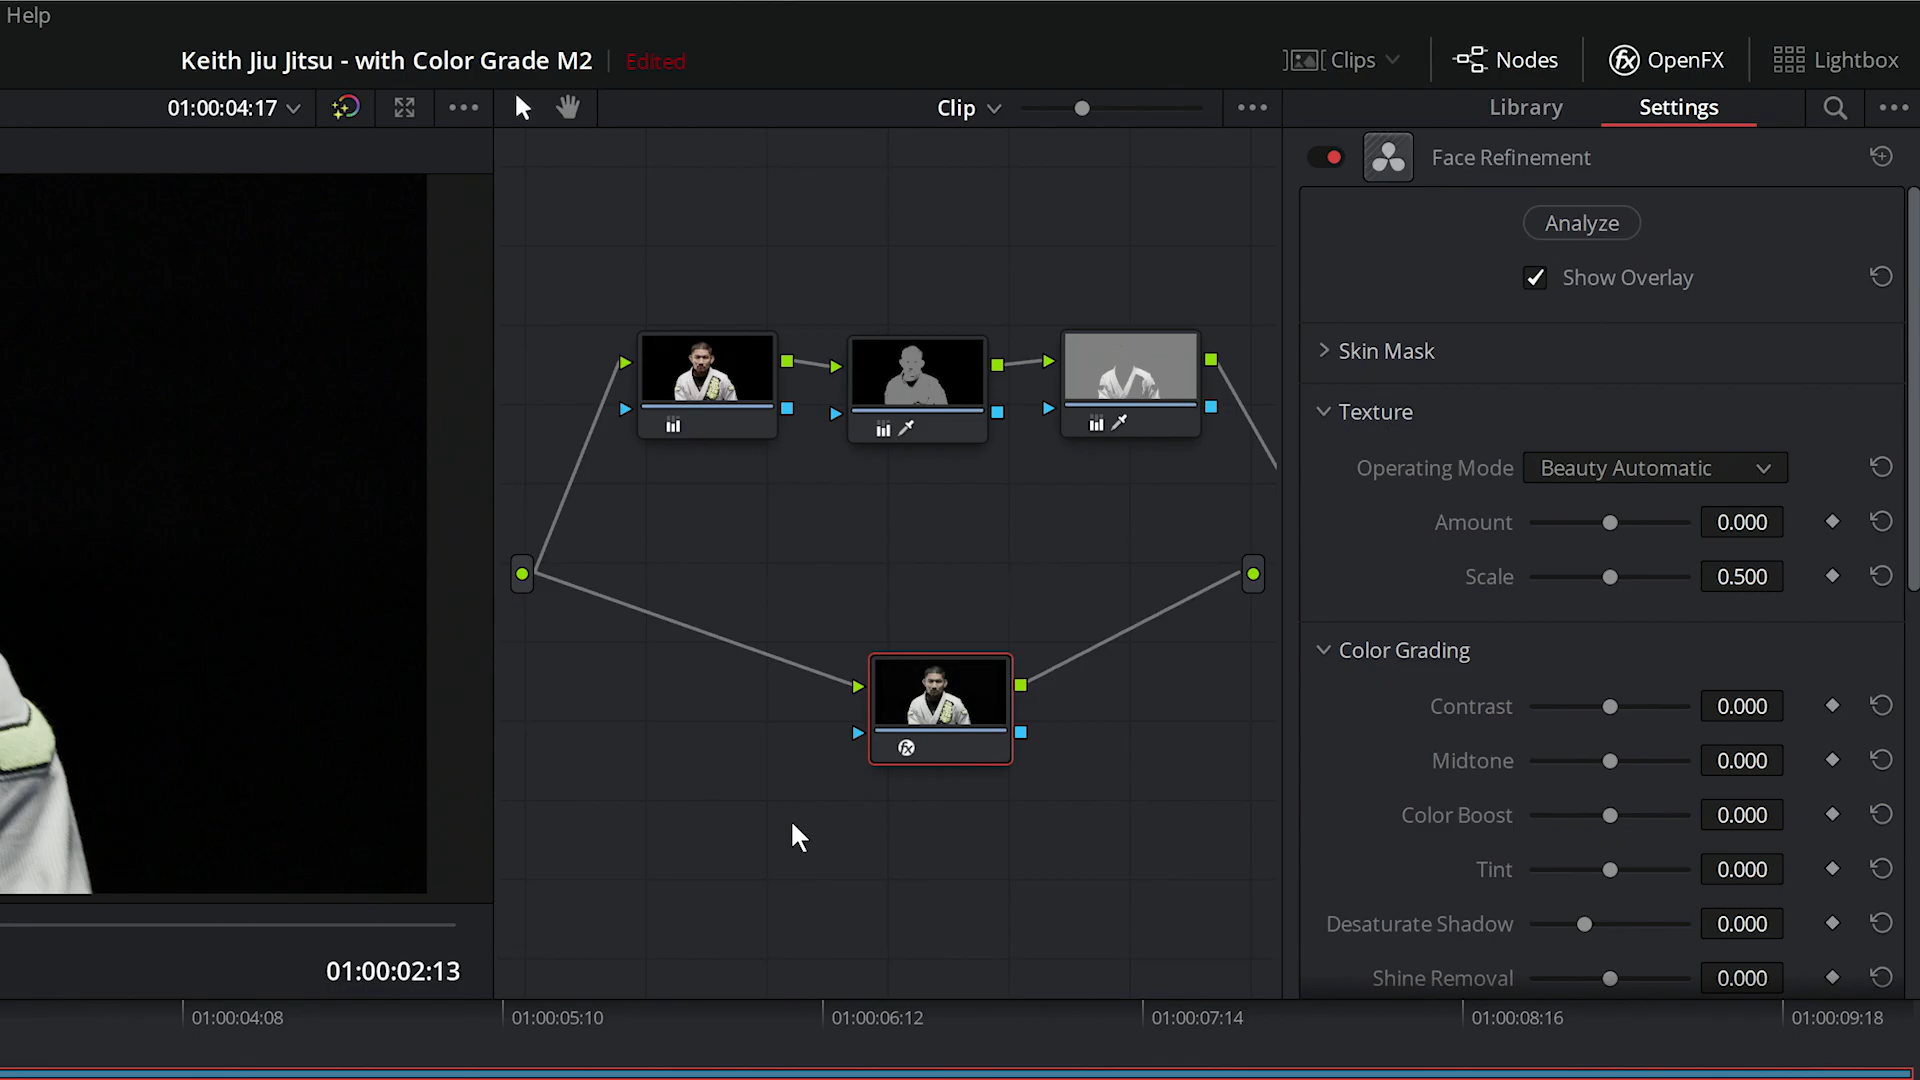 Help
Keith Jiu Jitsu - with Color Grade M2
Edited
Clips
Nodes
OpenFX
Lightbox
01:00:04:17
Clip
Library
Settings
Face Refinement
Analyze
Show Overlay
Skin Mask
Texture
Operating Mode
Beauty Automatic
Amount
0.000
Scale
0.500
Color Grading
Contrast
0.000
Midtone
0.000
Color Boost
0.000
Tint
0.000
Desaturate Shadow
0.000
Shine Removal
0.000
01:00:02:13
01:00:04:08
01:00:05:10
01:00:06:12
01:00:07:14
01:00:08:16
01:00:09:18